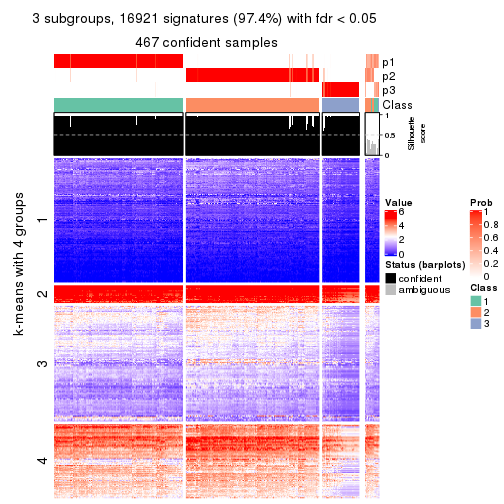 3 subgroups, 16921 signatures (97.4%) with fdr < 0.05
467 confident samples
p1
p2
p3
Class
1
0.5
0
Silhouette
score
k-means with 4 groups
1
2
3
4
Value
6
4
2
0
Status (barplots)
confident
ambiguous
Prob
1
0.8
0.6
0.4
0.2
0
Class
1
2
3